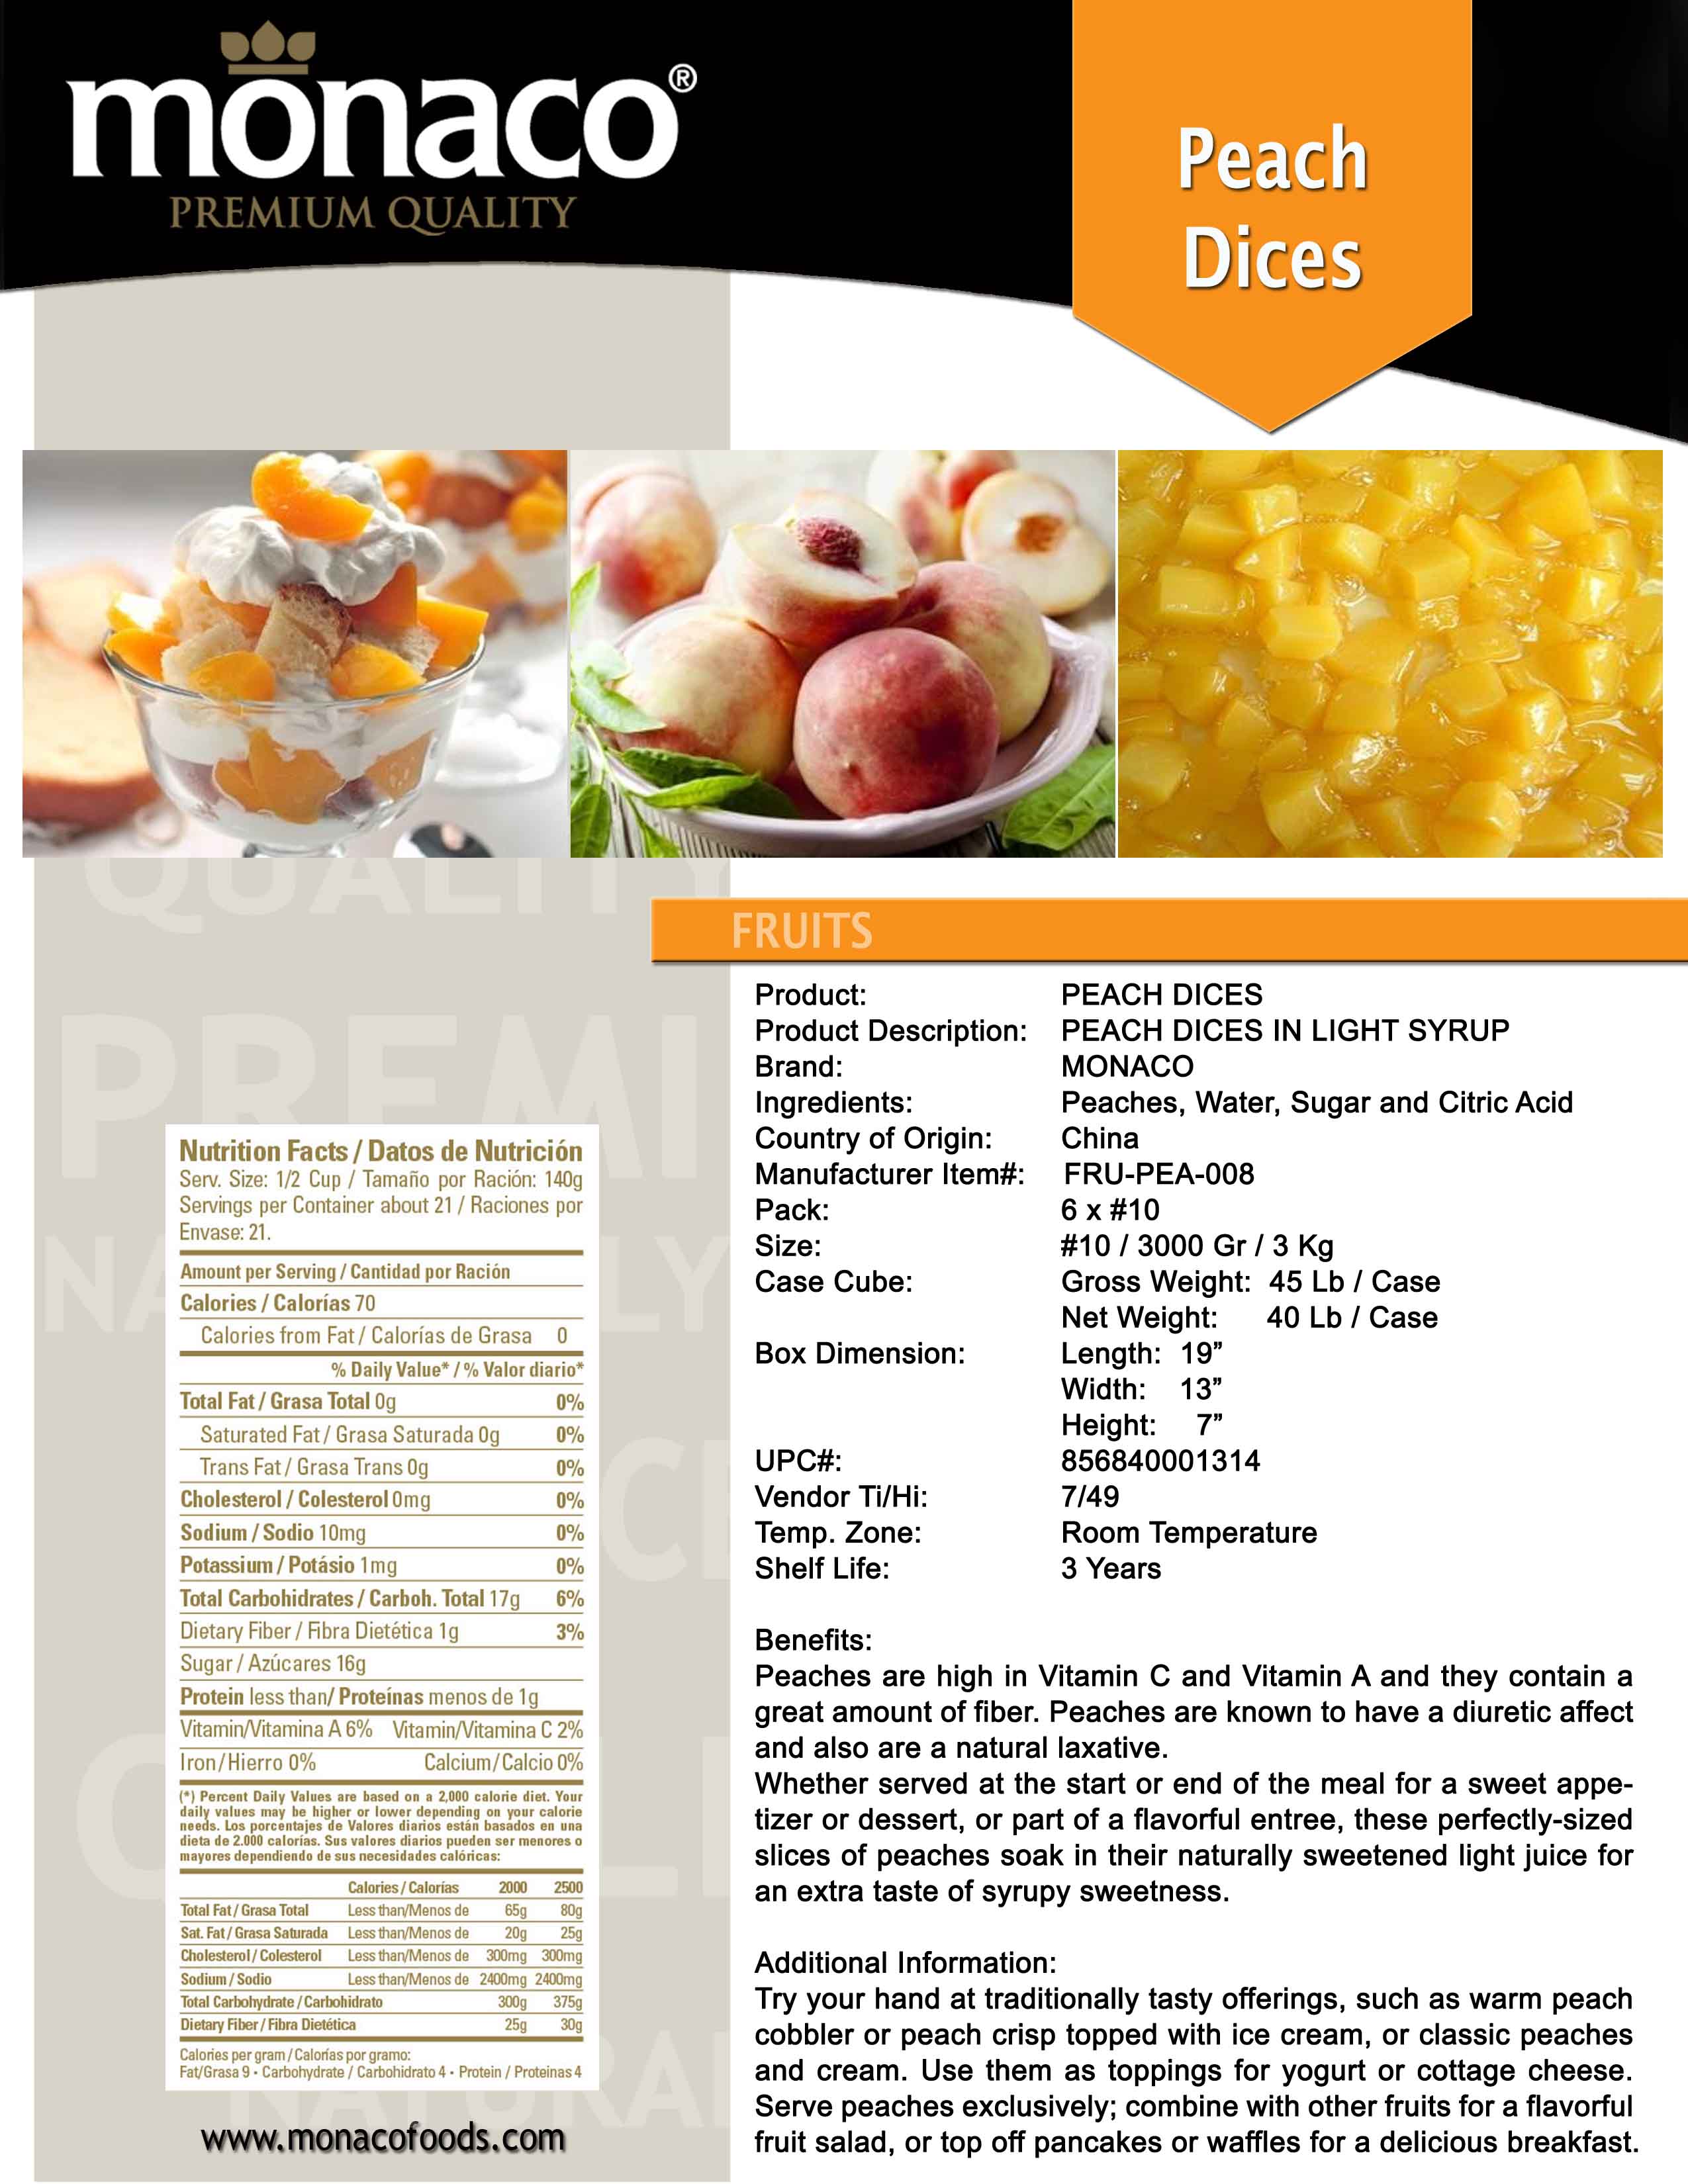 monaco®
PREMIUM QUALITY
Peach
Dices
QUALITY
FRUITS
PREMI
Product: PEACH DICES
Product Description: PEACH DICES IN LIGHT SYRUP
Brand: MONACO
Ingredients: Peaches, Water, Sugar and Citric Acid
Country of Origin: China
Manufacturer Item#: FRU-PEA-008
Pack: 6 x #10
Size: #10 / 3000 Gr / 3 Kg
Case Cube: Gross Weight: 45 Lb / Case
Net Weight: 40 Lb / Case
Box Dimension: Length: 19”
Width: 13”
Height: 7”
UPC#: 856840001314
Vendor Ti/Hi: 7/49
Temp. Zone: Room Temperature
Shelf Life: 3 Years
Benefits:
Peaches are high in Vitamin C and Vitamin A and they contain a
great amount of fiber. Peaches are known to have a diuretic affect
and also are a natural laxative.
Whether served at the start or end of the meal for a sweet appe-
tizer or dessert, or part of a flavorful entree, these perfectly-sized
slices of peaches soak in their naturally sweetened light juice for
an extra taste of syrupy sweetness.
Additional Information:
Try your hand at traditionally tasty offerings, such as warm peach
cobbler or peach crisp topped with ice cream, or classic peaches
and cream. Use them as toppings for yogurt or cottage cheese.
Serve peaches exclusively; combine with other fruits for a flavorful
fruit salad, or top off pancakes or waffles for a delicious breakfast.
Nutrition Facts / Datos de Nutrición
Serv. Size: 1/2 Cup / Tamaño por Ración: 140g
Servings per Container about 21 / Raciones por
Envase: 21.
Amount per Serving / Cantidad por Ración
Calories / Calorías 70
Calories from Fat / Calorías de Grasa 0
% Daily Value* / % Valor diario*
Total Fat / Grasa Total 0g 0%
Saturated Fat / Grasa Saturada 0g 0%
Trans Fat / Grasa Trans 0g 0%
Cholesterol / Colesterol 0mg 0%
Sodium / Sodio 10mg 0%
Potassium / Potásio 1mg 0%
Total Carbohidrates / Carboh. Total 17g 6%
Dietary Fiber / Fibra Dietética 1g 3%
Sugar / Azúcares 16g
Protein less than/ Proteínas menos de 1g
Vitamin/Vitamina A 6% Vitamin/Vitamina C 2%
Iron/Hierro 0% Calcium/Calcio 0%
(*) Percent Daily Values are based on a 2,000 calorie diet. Your
daily values may be higher or lower depending on your calorie
needs. Los porcentajes de Valores diarios están basados en una
dieta de 2.000 calorías. Sus valores diarios pueden ser menores o
mayores dependiendo de sus necesidades calóricas:
Calories / Calorías 2000 2500
Total Fat / Grasa Total Less than/Menos de 65g 80g
Sat. Fat / Grasa Saturada Less than/Menos de 20g 25g
Cholesterol / Colesterol Less than/Menos de 300mg 300mg
Sodium / Sodio Less than/Menos de 2400mg 2400mg
Total Carbohydrate / Carbohidrato 300g 375g
Dietary Fiber / Fibra Dietética 25g 30g
Calories per gram / Calorías por gramo:
Fat/Grasa 9 • Carbohydrate / Carbohidrato 4 • Protein / Proteinas 4
www.monacofoods.com